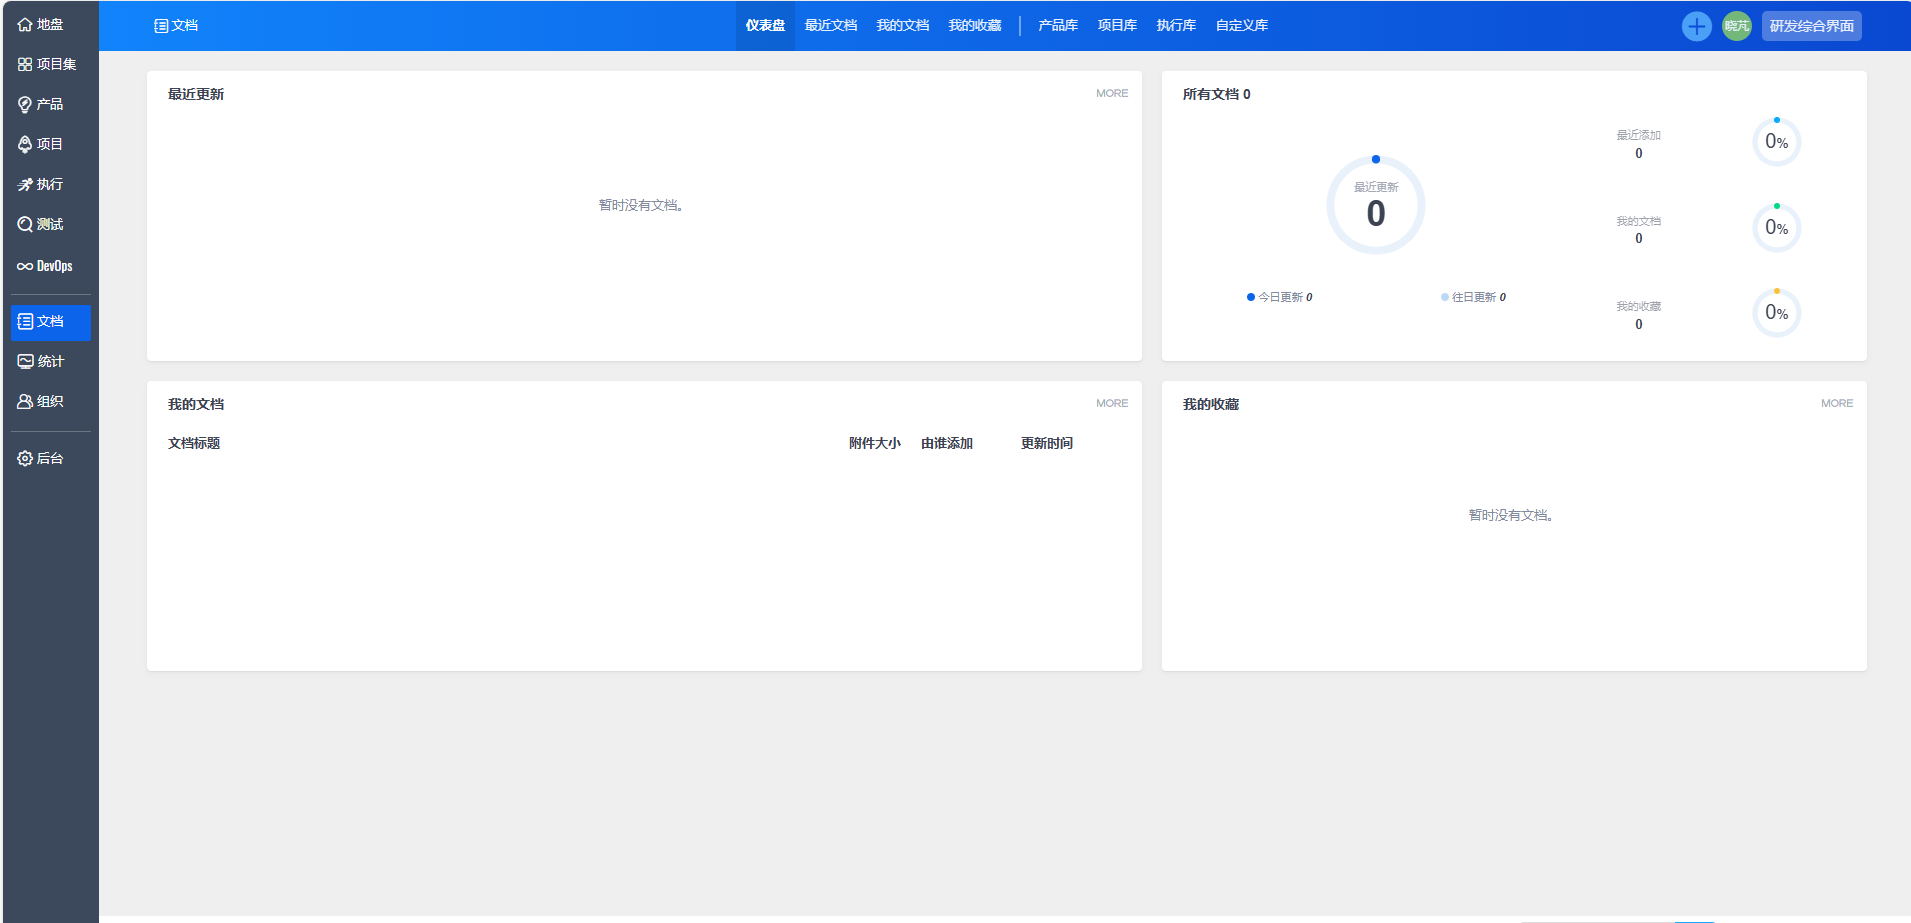 地盘
项目集
产品
项目
执行
测试
DevOps
文档
统计
组织
后台
文档
仪表盘 最近文档 我的文档 我的收藏 产品库 项目库 执行库 自定义库
晓芃 研发综合界面
最近更新 MORE
暂时没有文档。
所有文档 0
最近更新
0
今日更新 0 往日更新 0
最近添加
0
0%
我的文档
0
0%
我的收藏
0
0%
我的文档 MORE
文档标题 附件大小 由谁添加 更新时间
我的收藏 MORE
暂时没有文档。